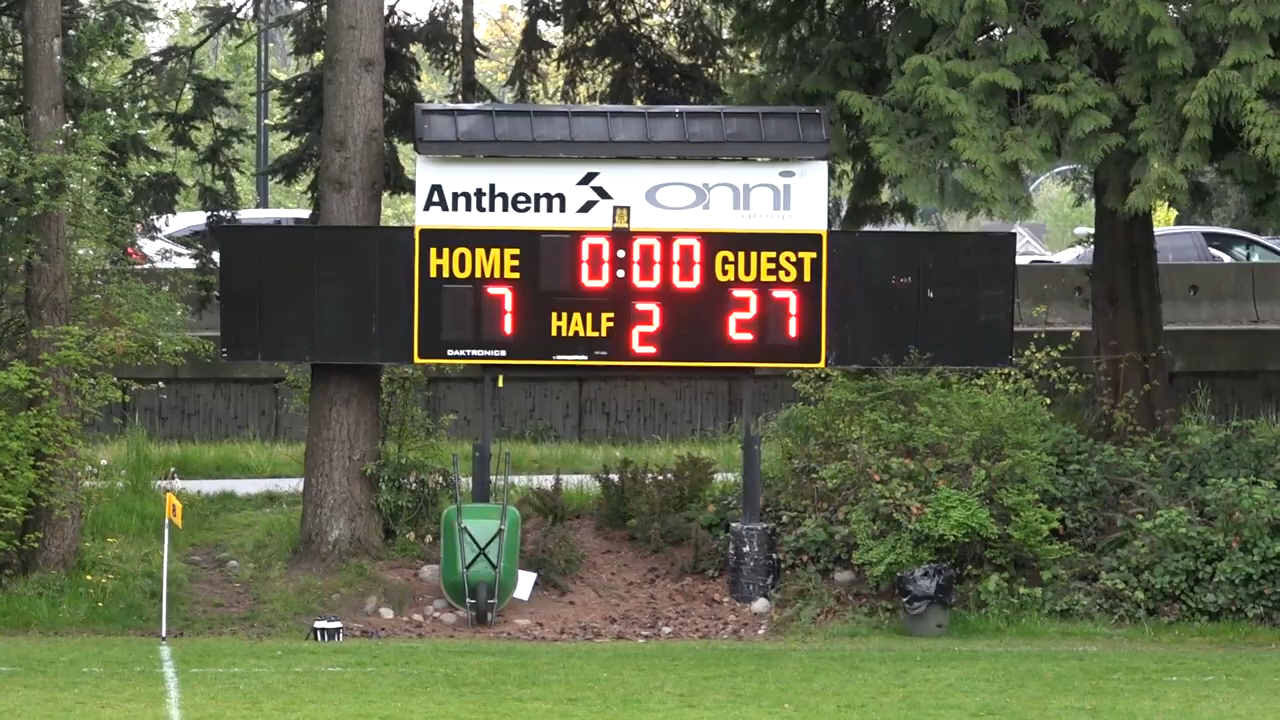 Anthem onni
group
HOME 0:00 GUEST
7 HALF 2 27
DAKTRONICS